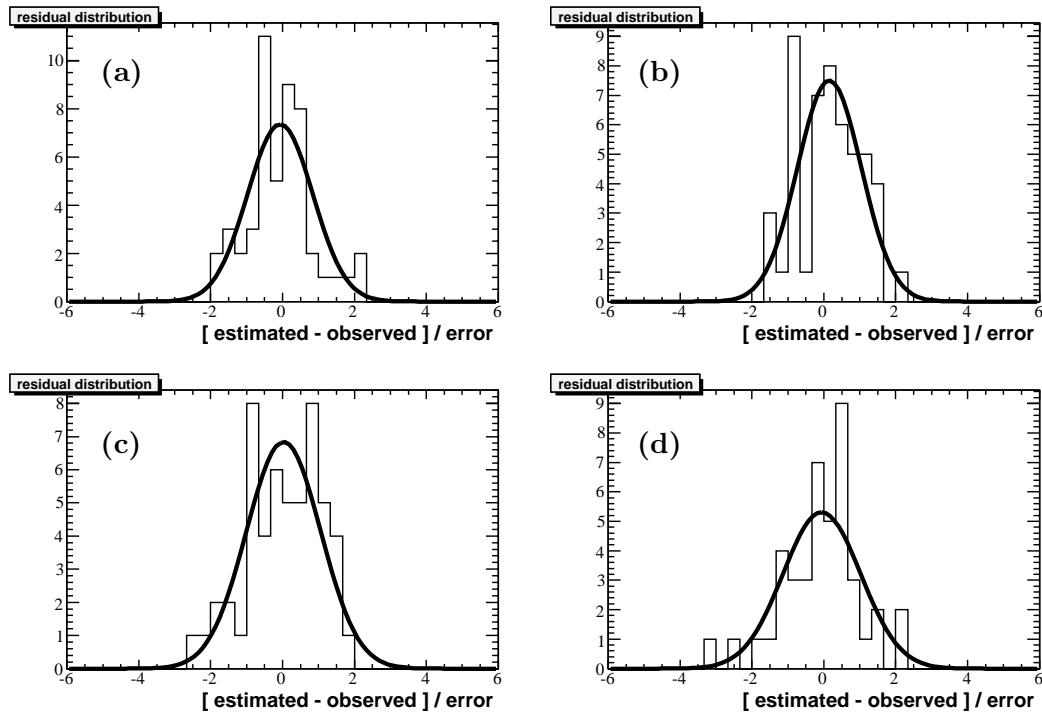 residual distribution
(a)
10
8
6
4
2
0
-6 -4 -2 0 2 4 6
[ estimated - observed ] / error
residual distribution
(b)
9
8
7
6
5
4
3
2
1
0
-6 -4 -2 0 2 4 6
[ estimated - observed ] / error
residual distribution
(c)
8
7
6
5
4
3
2
1
0
-6 -4 -2 0 2 4 6
[ estimated - observed ] / error
residual distribution
(d)
9
8
7
6
5
4
3
2
1
0
-6 -4 -2 0 2 4 6
[ estimated - observed ] / error